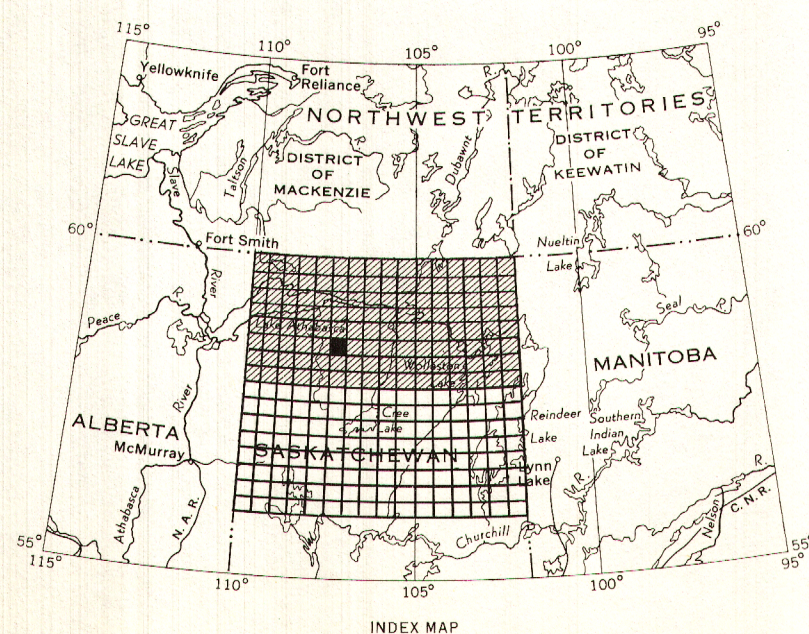 115°
110°
105°
100°
95°
Yellowknife
Fort
Reliance
NORTHWEST TERRITORIES
GREAT
SLAVE
LAKE
DISTRICT
OF
MACKENZIE
DISTRICT
OF
KEEWATIN
Slave
Taltson
Dubawnt
R.
60°
Fort Smith
Nueltin
Lake
60°
River
Peace
R.
Lake Athabasca
Seal
R.
Wollaston
Lake
MANITOBA
River
Cree
Lake
Reindeer
Lake
Southern
Indian
Lake
ALBERTA
McMurray
SASKATCHEWAN
Lynn
Lake
R.
R.
Athabasca
N. A. R.
Churchill
Nelson
C.N.R.
55°
115°
110°
105°
100°
55°
95°
INDEX MAP